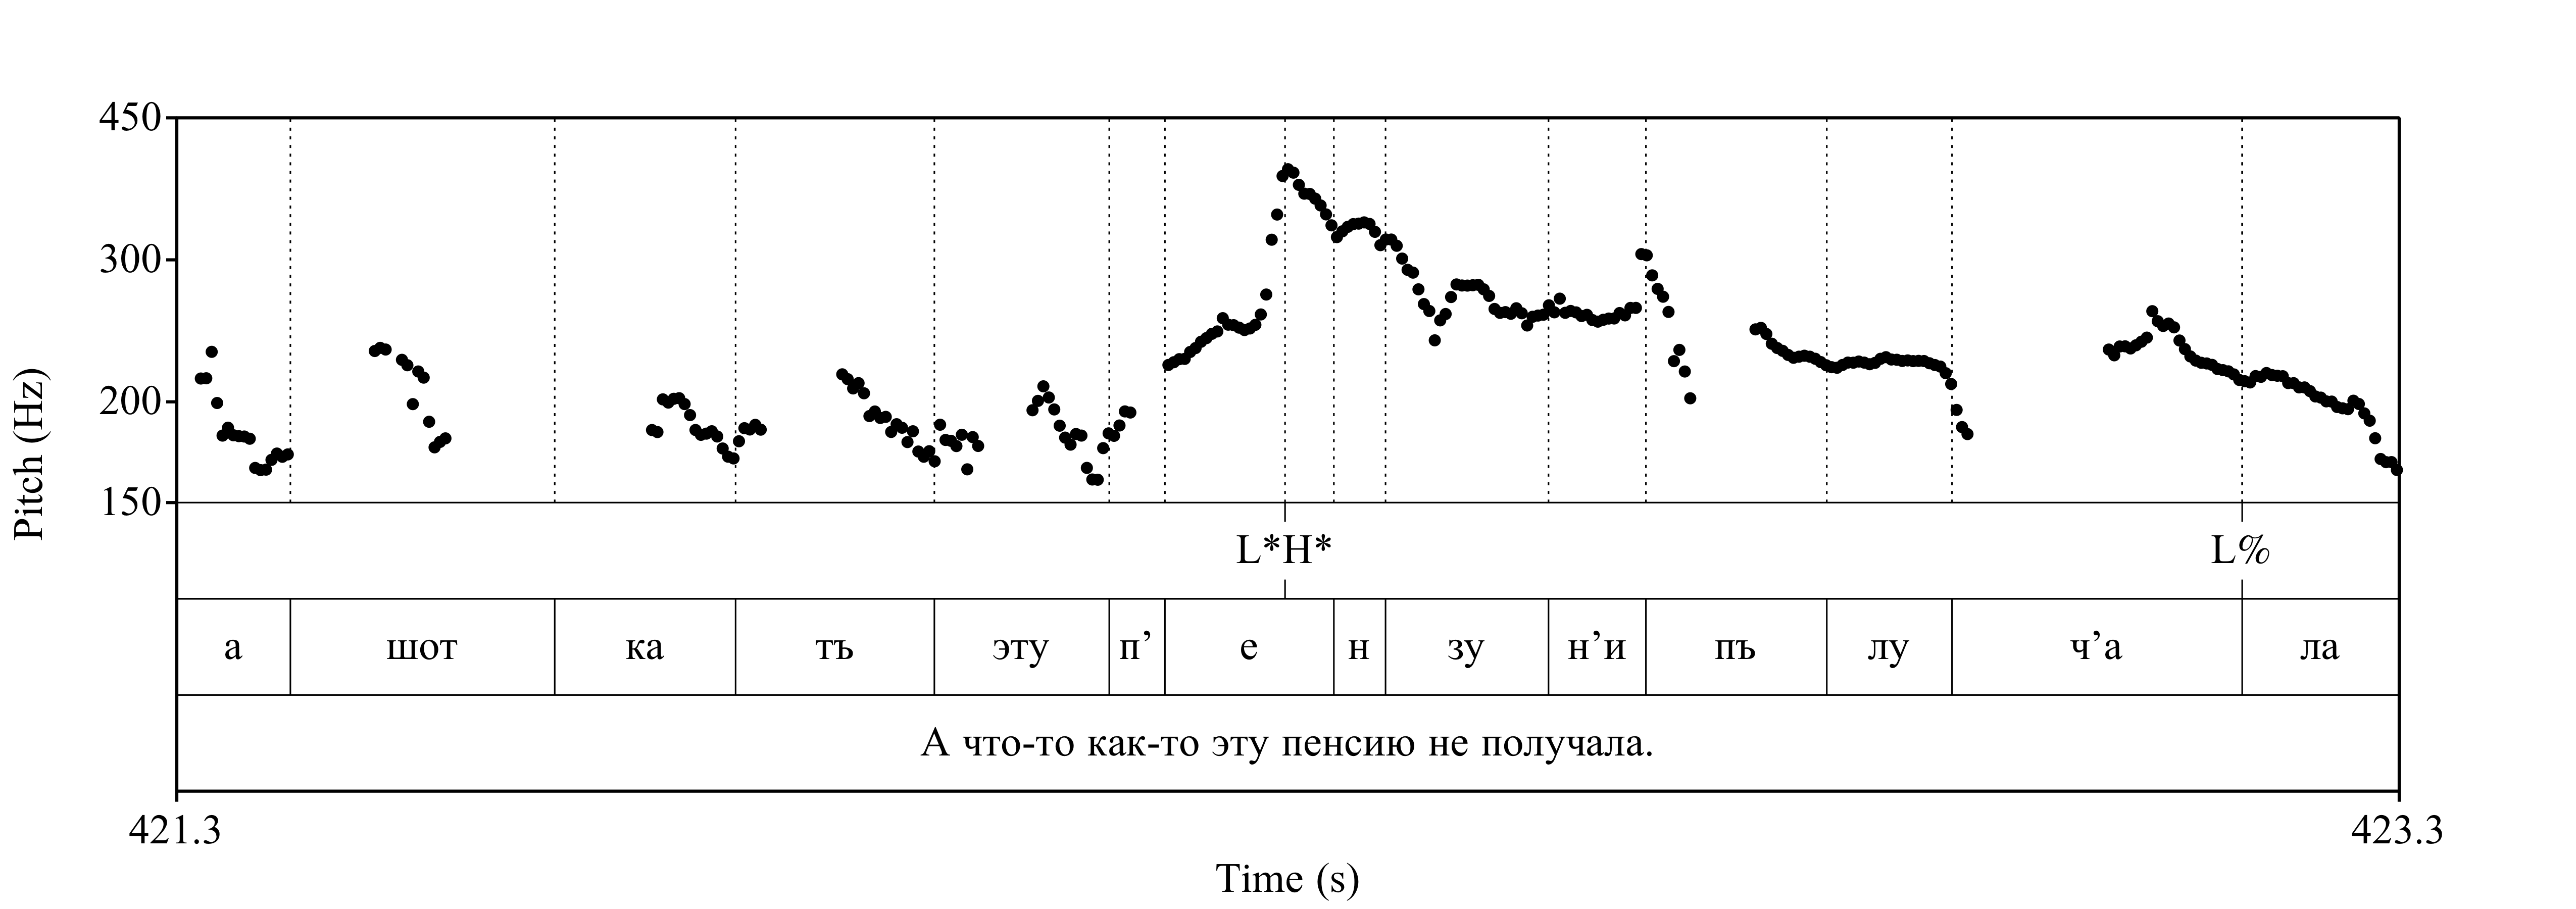 450
300
200
150
Pitch (Hz)
L*H* L%
а шот ка тъ эту п’ е н зу н’и пъ лу ч’а ла
А что-то как-то эту пенсию не получала.
421.3 423.3
Time (s)